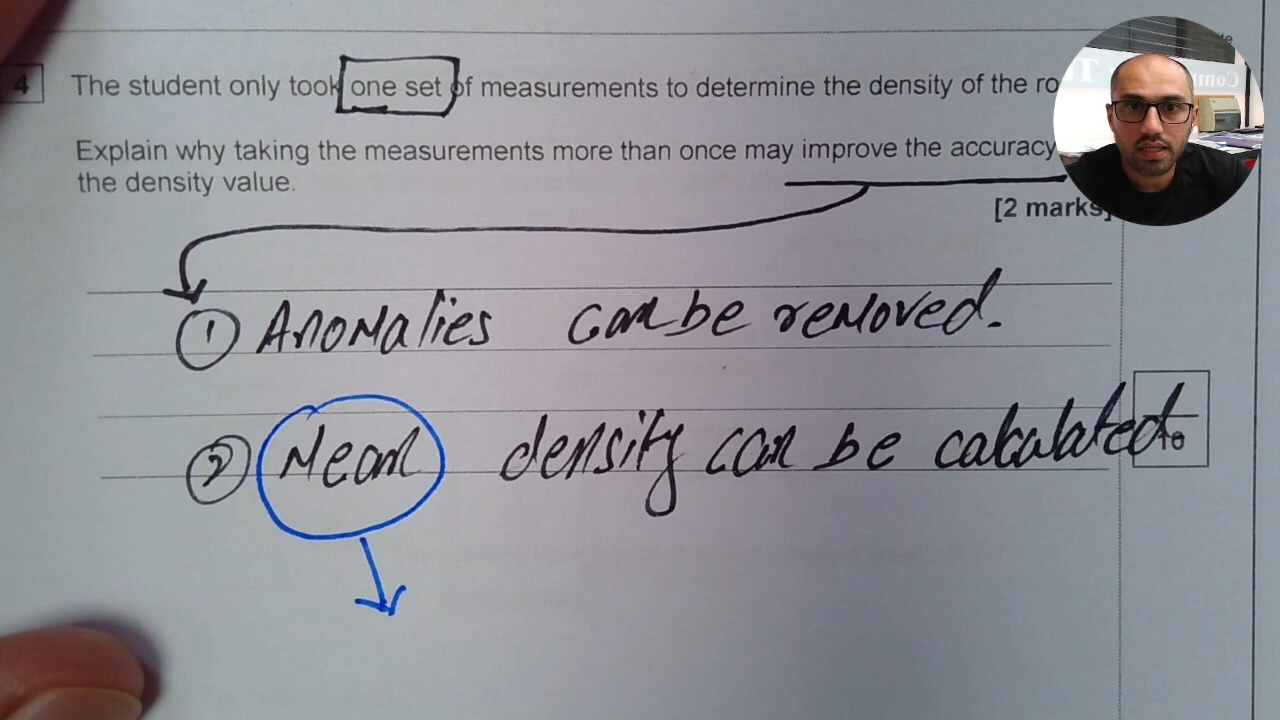 4 The student only took one set of measurements to determine the density of the ro
Explain why taking the measurements more than once may improve the accuracy
the density value.
[2 marks]
① Anomalies can be removed.
② Mean density can be calculated.